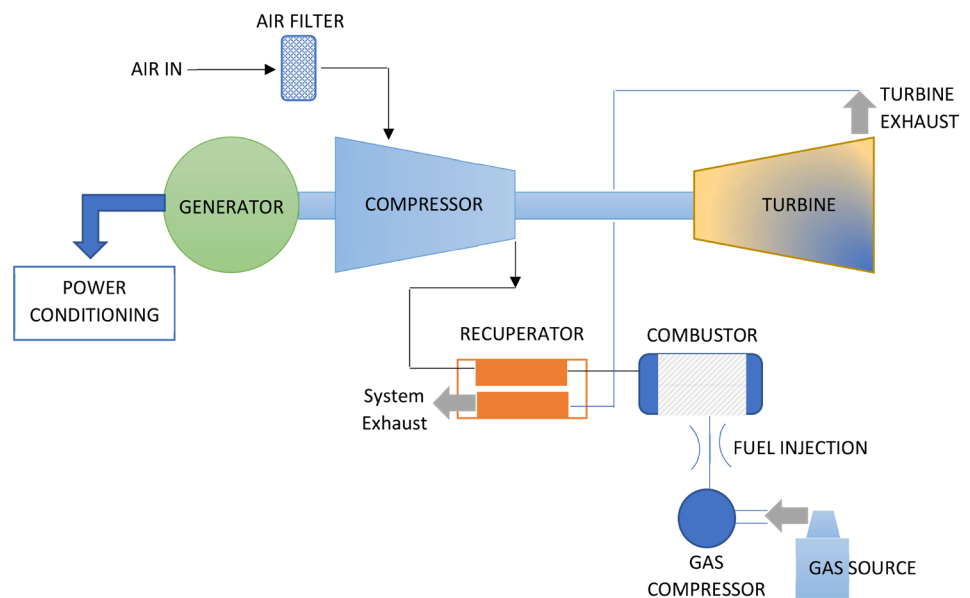 AIR FILTER
AIR IN
TURBINE
EXHAUST
GENERATOR
COMPRESSOR
TURBINE
POWER
CONDITIONING
RECUPERATOR
COMBUSTOR
System
Exhaust
FUEL INJECTION
GAS
COMPRESSOR
GAS SOURCE